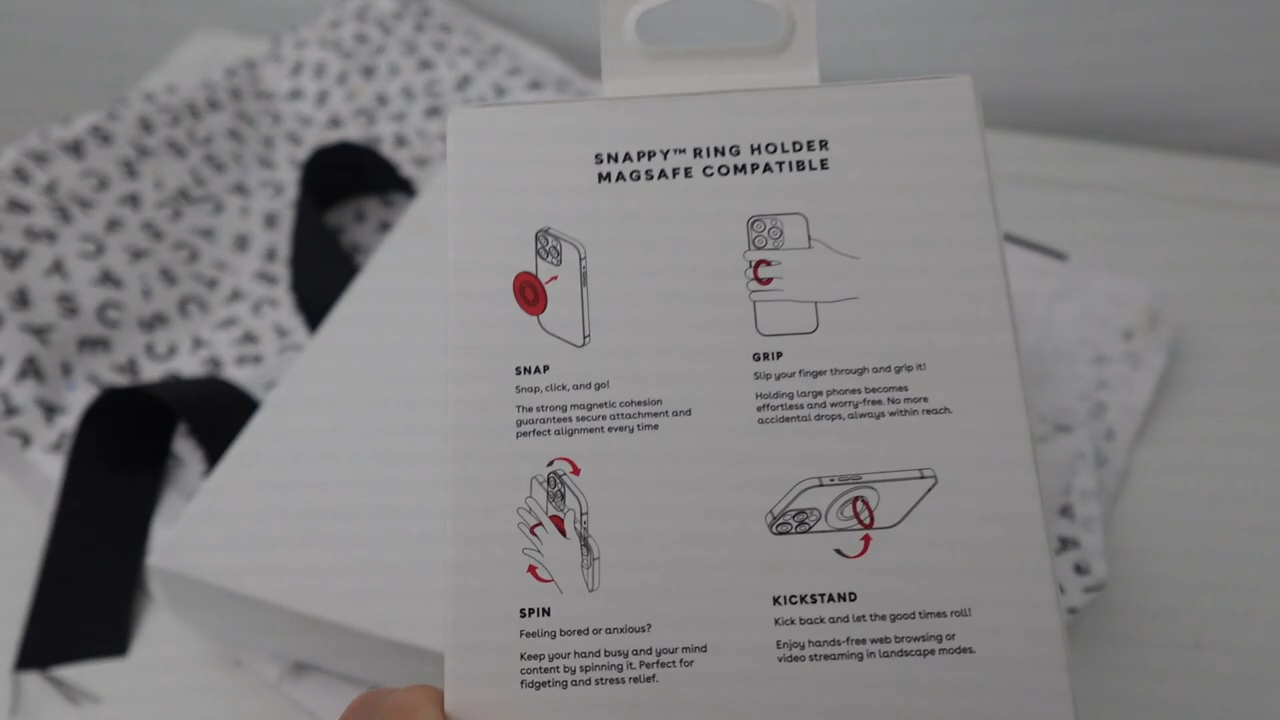 SNAPPY™ RING HOLDER
MAGSAFE COMPATIBLE
SNAP
Snap, click, and go!
The strong magnetic cohesion
guarantees secure attachment and
perfect alignment every time
GRIP
Slip your finger through and grip it!
Holding large phones becomes
effortless and worry-free. No more
accidental drops, always within reach.
SPIN
Feeling bored or anxious?
Keep your hand busy and your mind
content by spinning it. Perfect for
fidgeting and stress relief.
KICKSTAND
Kick back and let the good times roll!
Enjoy hands-free web browsing or
video streaming in landscape modes.